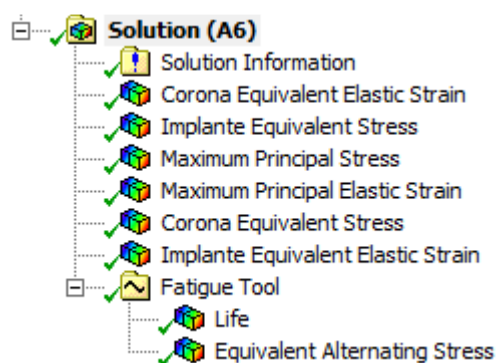 Solution (A6)
Solution Information
Corona Equivalent Elastic Strain
Implante Equivalent Stress
Maximum Principal Stress
Maximum Principal Elastic Strain
Corona Equivalent Stress
Implante Equivalent Elastic Strain
Fatigue Tool
Life
Equivalent Alternating Stress